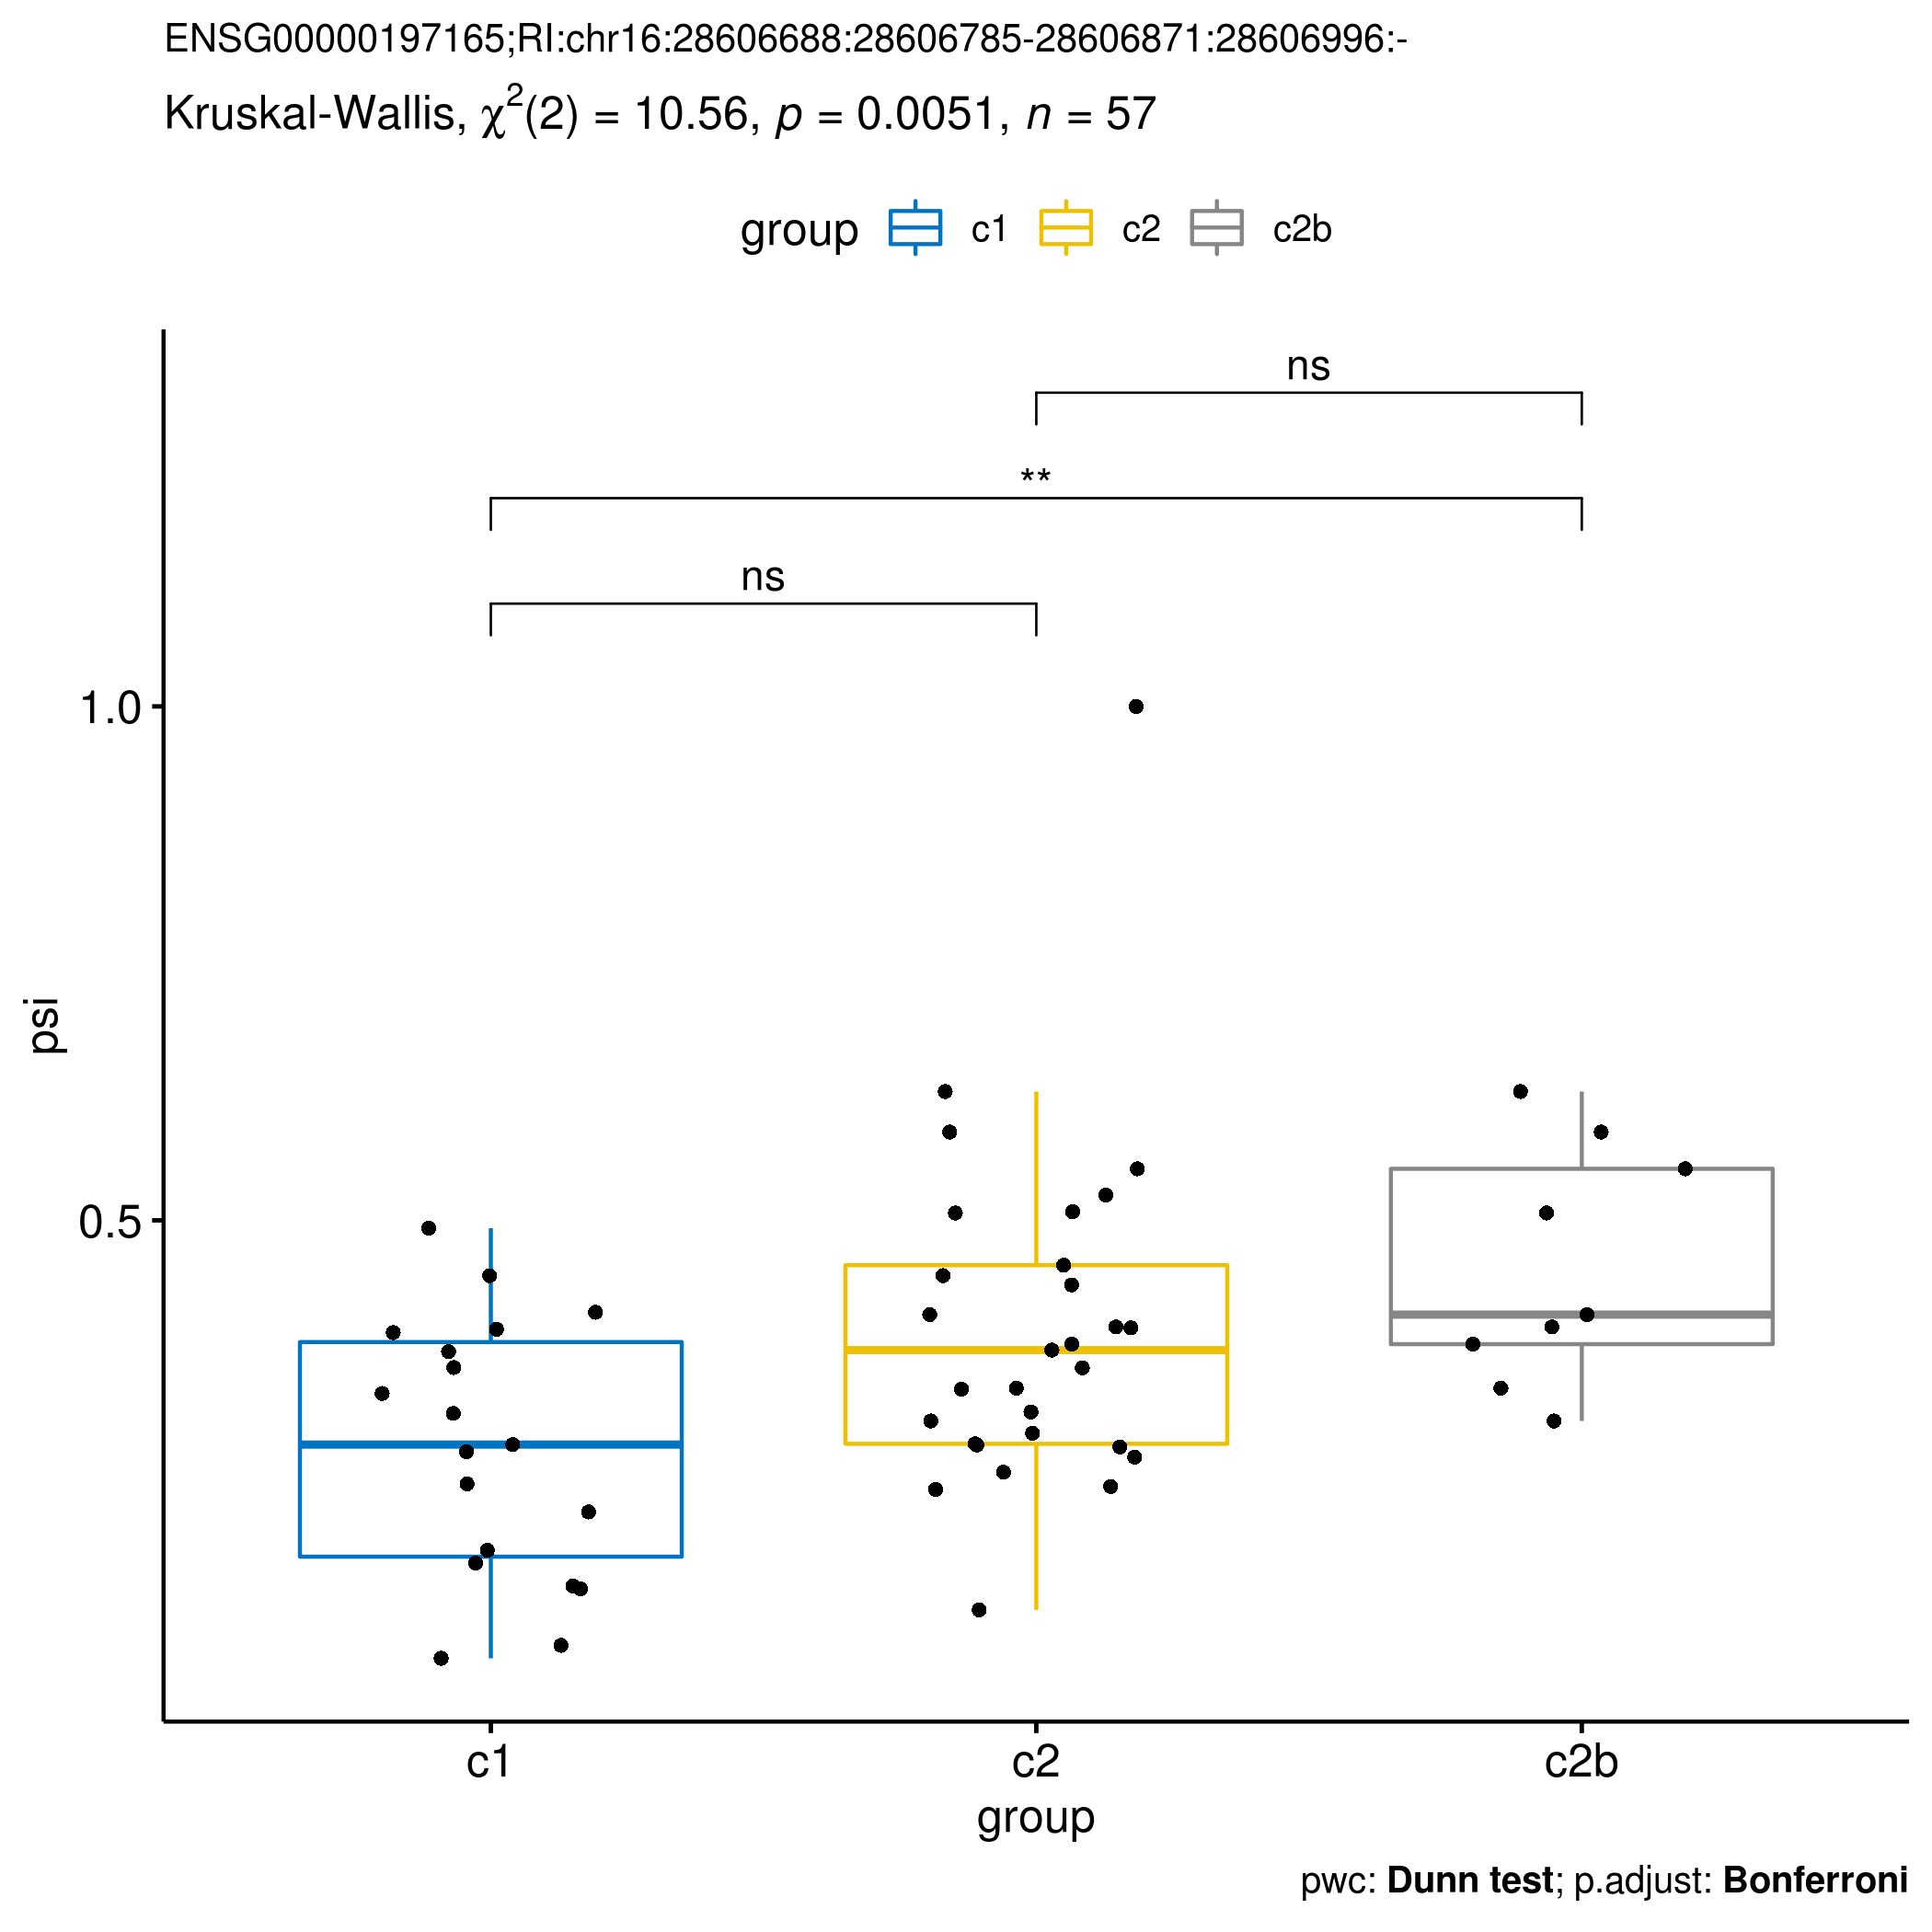 ENSG00000197165;RI:chr16:28606688:28606785-28606871:28606996:-
Kruskal-Wallis, χ²(2) = 10.56, p = 0.0051, n = 57
group c1 c2 c2b
ns
**
ns
1.0
0.5
psi
c1 c2 c2b
group
pwc: Dunn test; p.adjust: Bonferroni